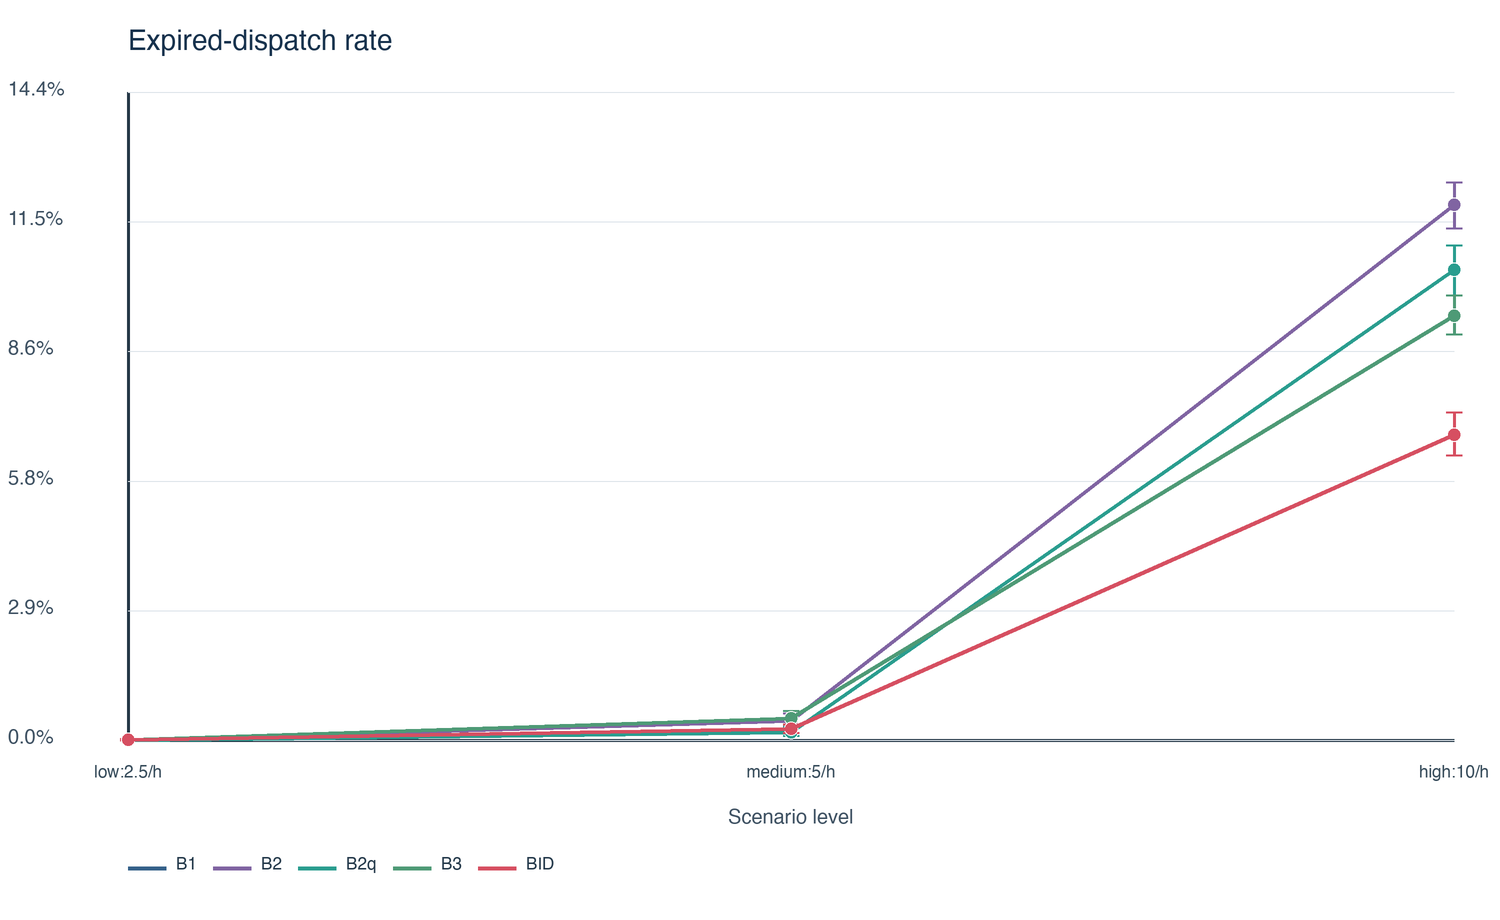 Expired-dispatch rate
14.4%
11.5%
8.6%
5.8%
2.9%
0.0%
low:2.5/h medium:5/h high:10/h
Scenario level
B1 B2 B2q B3 BID